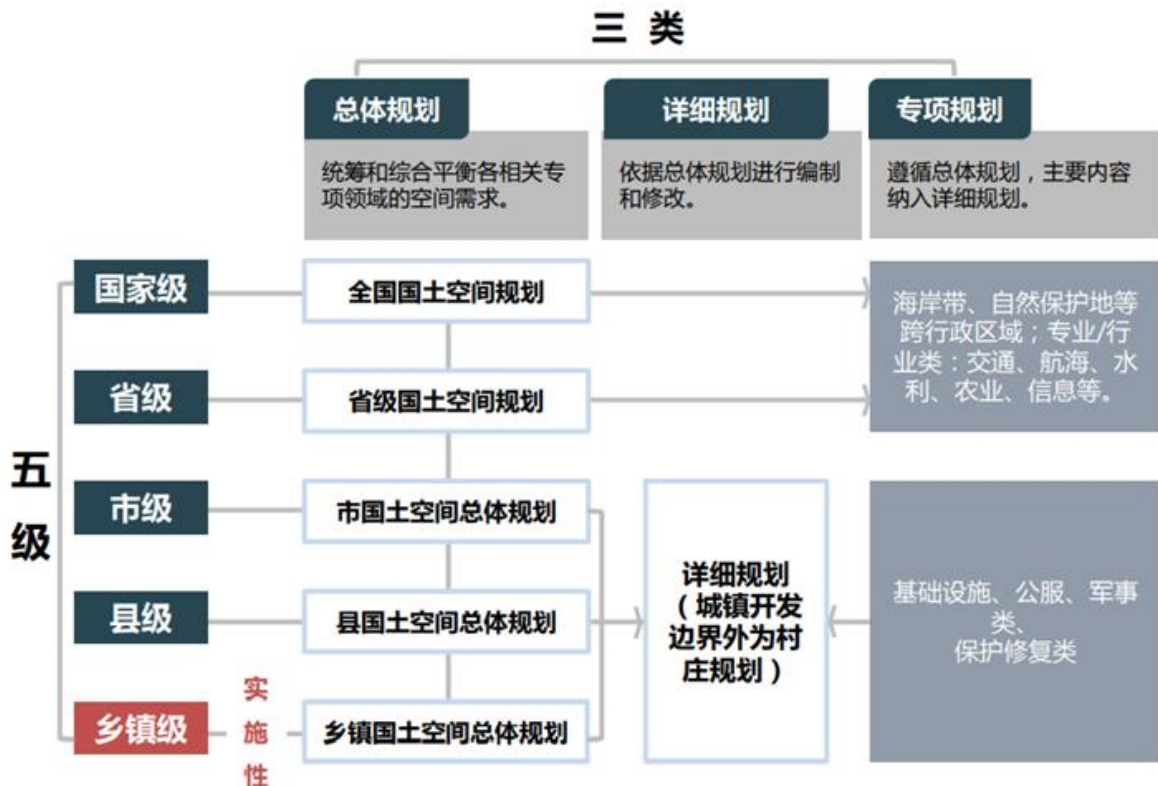 三 类
总体规划
详细规划
专项规划
统筹和综合平衡各相关专
项领域的空间需求。
依据总体规划进行编制
和修改。
遵循总体规划，主要内容
纳入详细规划。
五
级
国家级
全国国土空间规划
海岸带、自然保护地等
跨行政区域；专业/行
业类：交通、航海、水
利、农业、信息等。
省级
省级国土空间规划
市级
市国土空间总体规划
县级
县国土空间总体规划
详细规划
（城镇开发
边界外为村
庄规划）
基础设施、公服、军事
类、
保护修复类
乡镇级
实
施
性
乡镇国土空间总体规划